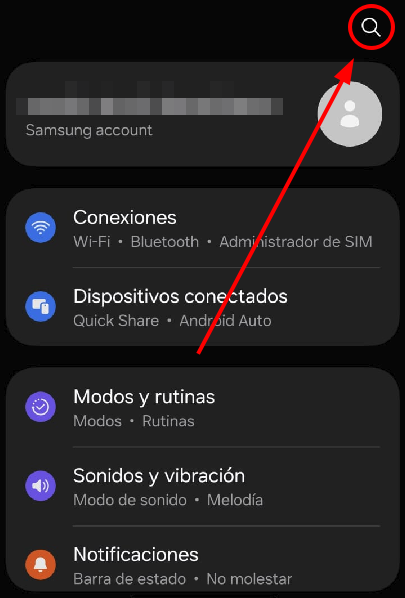 Samsung account
Conexiones
Wi-Fi • Bluetooth • Administrador de SIM
Dispositivos conectados
Quick Share • Android Auto
Modos y rutinas
Modos • Rutinas
Sonidos y vibración
Modo de sonido • Melodía
Notificaciones
Barra de estado • No molestar